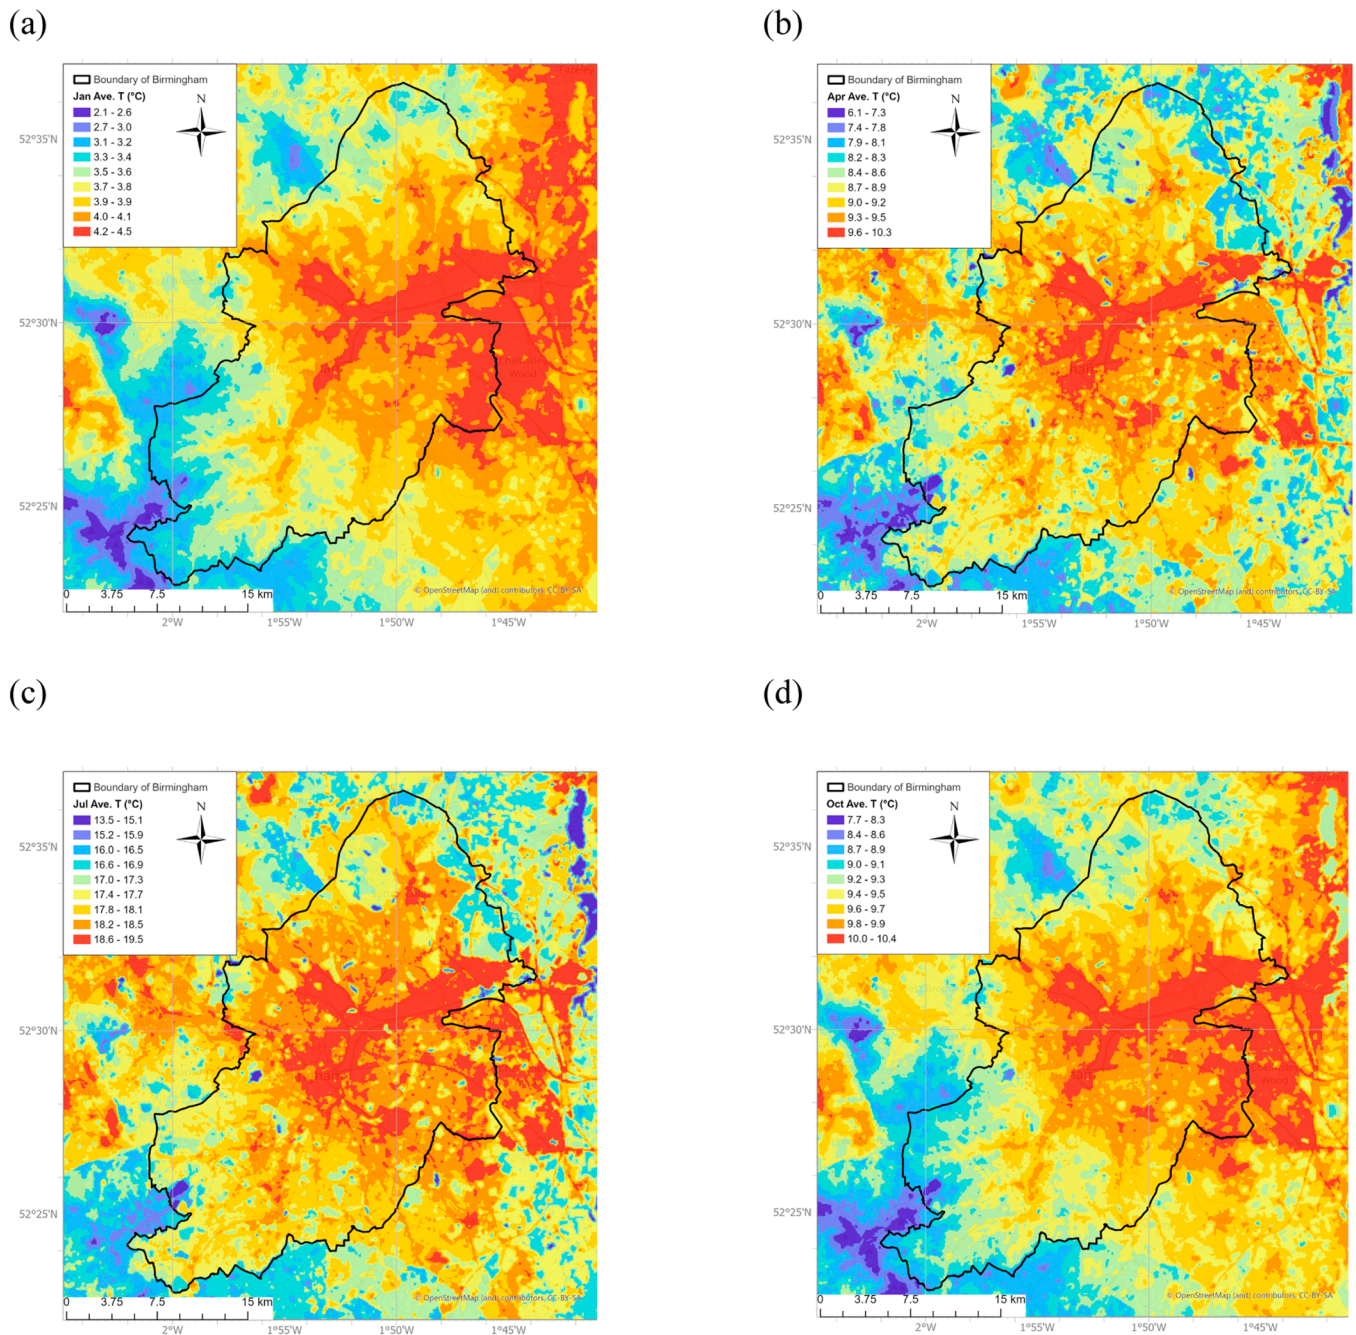 (a)
(b)
Boundary of Birmingham
Jan Ave. T (°C)
N
2.1 - 2.6
2.7 - 3.0
3.1 - 3.2
3.3 - 3.4
3.5 - 3.6
3.7 - 3.8
3.9 - 3.9
4.0 - 4.1
4.2 - 4.5
52°35'N
52°30'N
52°25'N
Wood
© OpenStreetMap (and) contributors, CC-BY-SA
0 3.75 7.5 15 km
2°W 1°55'W 1°50'W 1°45'W
Boundary of Birmingham
Apr Ave. T (°C)
N
6.1 - 7.3
7.4 - 7.8
7.9 - 8.1
8.2 - 8.3
8.4 - 8.6
8.7 - 8.9
9.0 - 9.2
9.3 - 9.5
9.6 - 10.3
52°35'N
52°30'N
52°25'N
© OpenStreetMap (and) contributors, CC-BY-SA
0 3.75 7.5 15 km
2°W 1°55'W 1°50'W 1°45'W
(c)
(d)
Boundary of Birmingham
Jul Ave. T (°C)
N
13.5 - 15.1
15.2 - 15.9
16.0 - 16.5
16.6 - 16.9
17.0 - 17.3
17.4 - 17.7
17.8 - 18.1
18.2 - 18.5
18.6 - 19.5
52°35'N
52°30'N
52°25'N
© OpenStreetMap (and) contributors, CC-BY-SA
0 3.75 7.5 15 km
2°W 1°55'W 1°50'W 1°45'W
Boundary of Birmingham
Oct Ave. T (°C)
N
7.7 - 8.3
8.4 - 8.6
8.7 - 8.9
9.0 - 9.1
9.2 - 9.3
9.4 - 9.5
9.6 - 9.7
9.8 - 9.9
10.0 - 10.4
52°35'N
52°30'N
52°25'N
Wood
© OpenStreetMap (and) contributors, CC-BY-SA
0 3.75 7.5 15 km
2°W 1°55'W 1°50'W 1°45'W